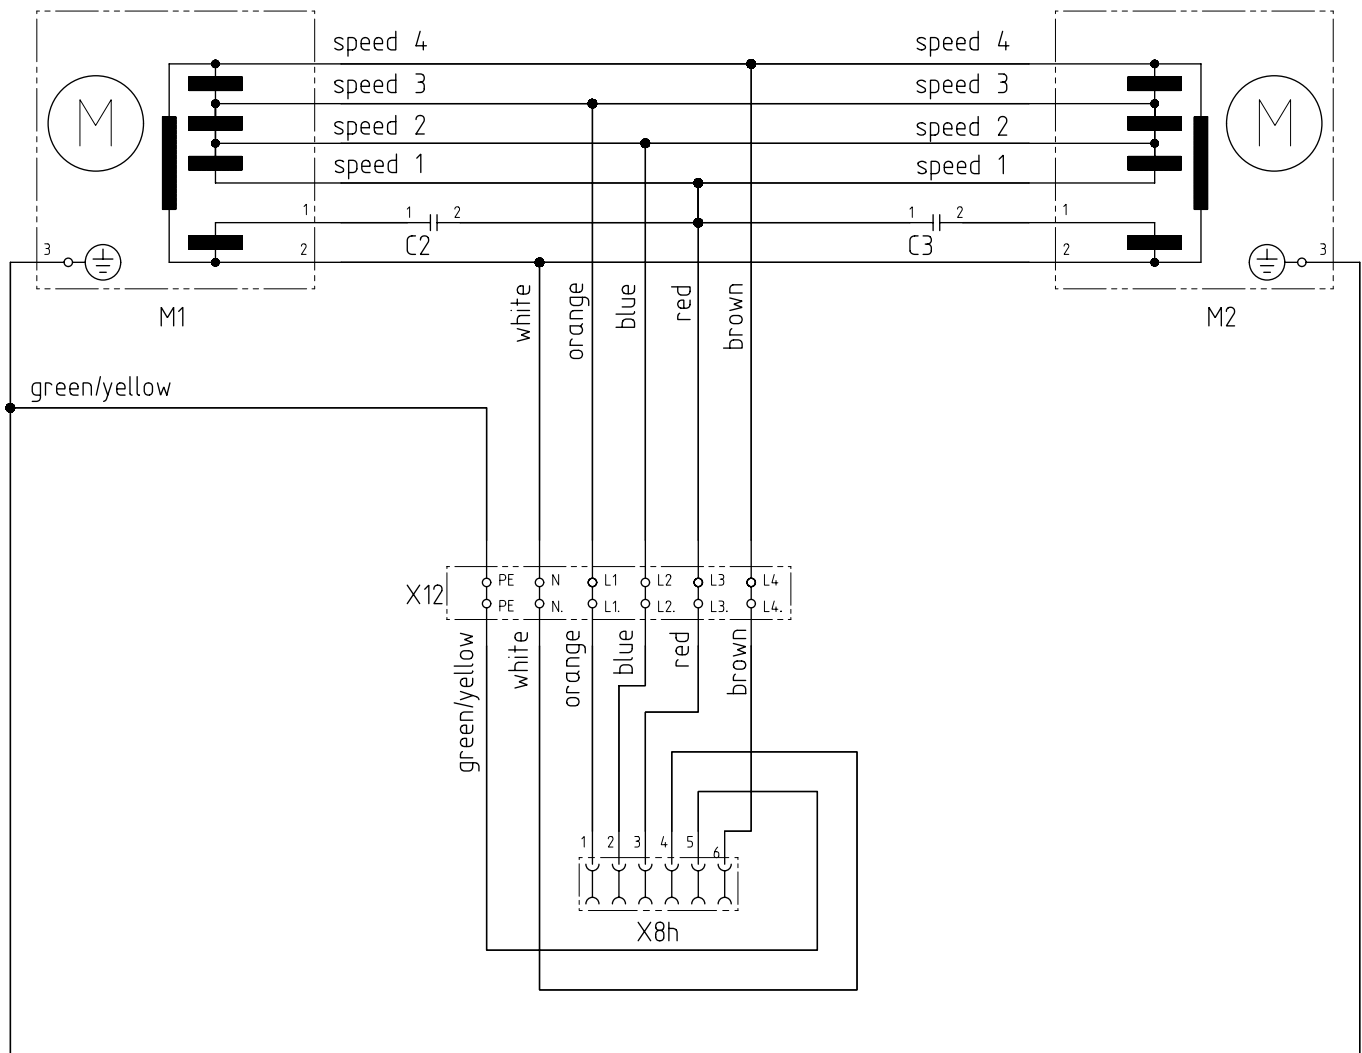 speed 4 speed 4
speed 3 speed 3
M M
speed 2 speed 2
speed 1 speed 1
1 1 2 1 2 1
3 2 C2 C3 2 3
M1 M2
white orange blue red brown
green/yellow
X12
PE N L1 L2 L3 L4
PE N. L1. L2. L3. L4.
green/yellow white orange blue red brown
1 2 3 4 5 6
X8h